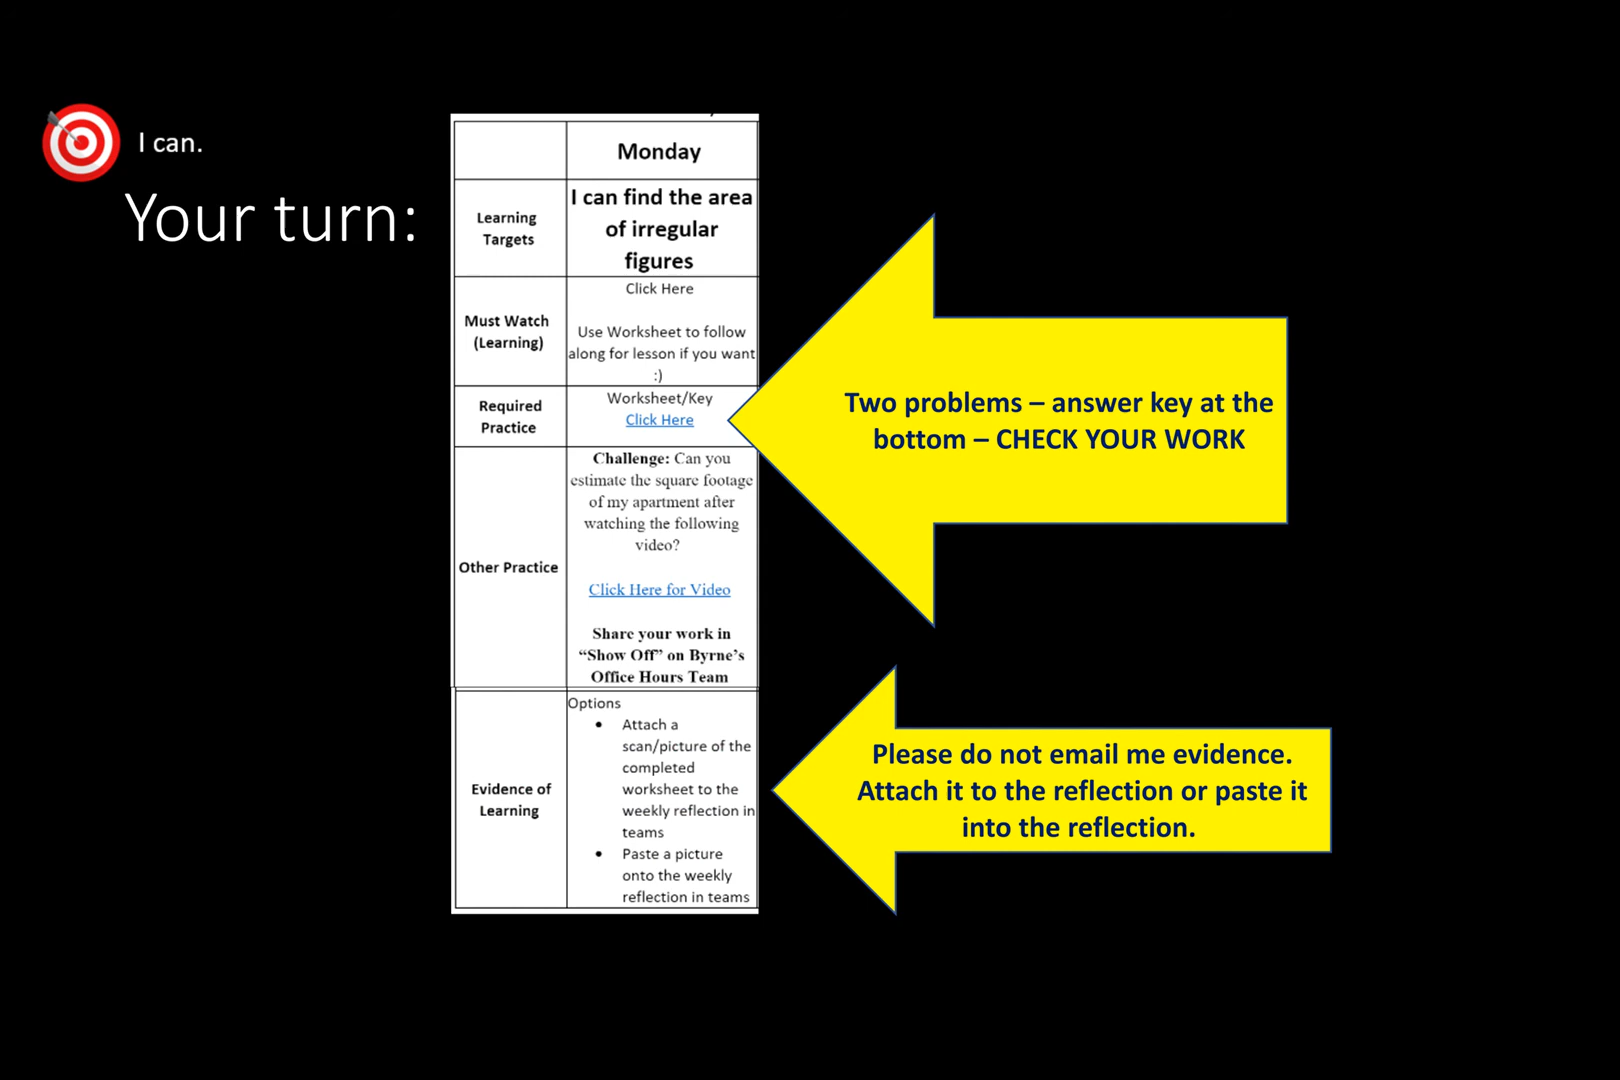 I can.
Your turn:
Monday
Learning
Targets
I can find the area
of irregular
figures
Must Watch
(Learning)
Click Here
Use Worksheet to follow
along for lesson if you want
:)
Required
Practice
Worksheet/Key
Click Here
Other Practice
Challenge: Can you
estimate the square footage
of my apartment after
watching the following
video?
Click Here for Video
Share your work in
“Show Off” on Byrne’s
Office Hours Team
Evidence of
Learning
Options
• Attach a
scan/picture of the
completed
worksheet to the
weekly reflection in
teams
• Paste a picture
onto the weekly
reflection in teams
Two problems – answer key at the
bottom – CHECK YOUR WORK
Please do not email me evidence.
Attach it to the reflection or paste it
into the reflection.